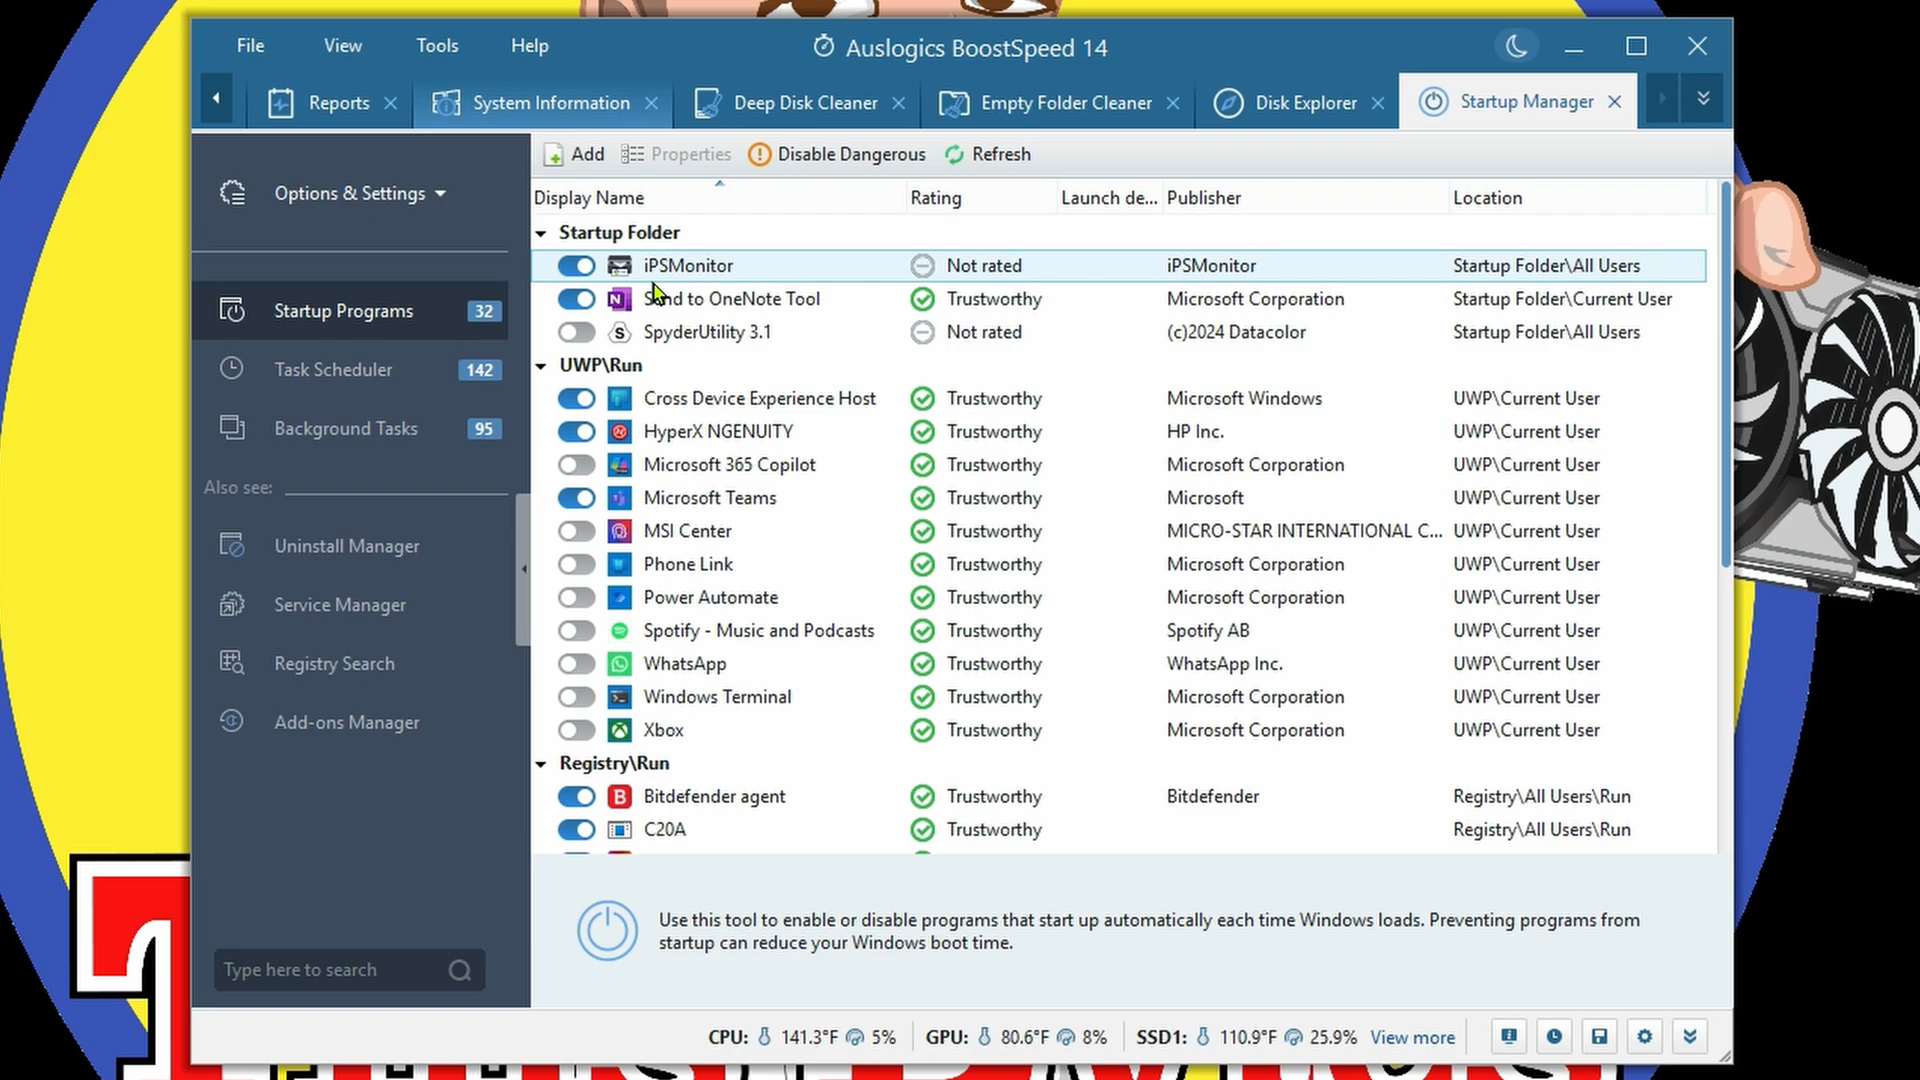 File View Tools Help Auslogics BoostSpeed 14
Reports System Information Deep Disk Cleaner Empty Folder Cleaner Disk Explorer Startup Manager
Add Properties Disable Dangerous Refresh
Options & Settings
Startup Programs 32
Task Scheduler 142
Background Tasks 95
Also see:
Uninstall Manager
Service Manager
Registry Search
Add-ons Manager
Type here to search
Display Name Rating Launch de... Publisher Location
Startup Folder
iPSMonitor Not rated iPSMonitor Startup Folder\All Users
Send to OneNote Tool Trustworthy Microsoft Corporation Startup Folder\Current User
SpyderUtility 3.1 Not rated (c)2024 Datacolor Startup Folder\All Users
UWP\Run
Cross Device Experience Host Trustworthy Microsoft Windows UWP\Current User
HyperX NGENUITY Trustworthy HP Inc. UWP\Current User
Microsoft 365 Copilot Trustworthy Microsoft Corporation UWP\Current User
Microsoft Teams Trustworthy Microsoft UWP\Current User
MSI Center Trustworthy MICRO-STAR INTERNATIONAL C... UWP\Current User
Phone Link Trustworthy Microsoft Corporation UWP\Current User
Power Automate Trustworthy Microsoft Corporation UWP\Current User
Spotify - Music and Podcasts Trustworthy Spotify AB UWP\Current User
WhatsApp Trustworthy WhatsApp Inc. UWP\Current User
Windows Terminal Trustworthy Microsoft Corporation UWP\Current User
Xbox Trustworthy Microsoft Corporation UWP\Current User
Registry\Run
Bitdefender agent Trustworthy Bitdefender Registry\All Users\Run
C20A Trustworthy Registry\All Users\Run
Use this tool to enable or disable programs that start up automatically each time Windows loads. Preventing programs from
startup can reduce your Windows boot time.
CPU: 141.3°F 5% GPU: 80.6°F 8% SSD1: 110.9°F 25.9% View more